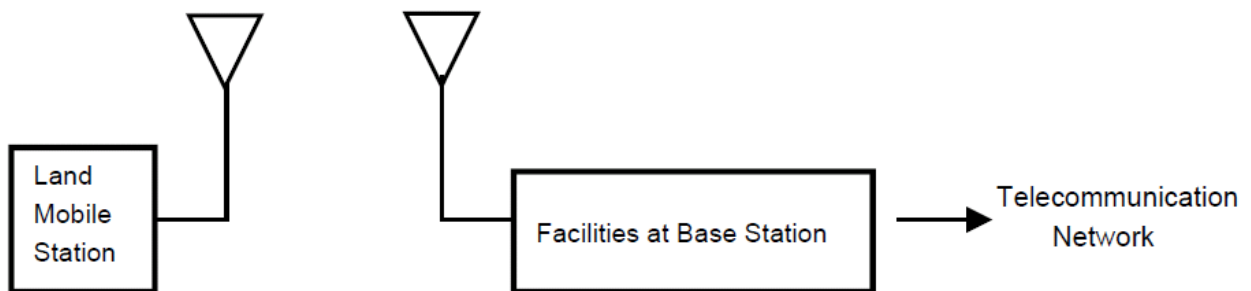 Land
Mobile
Station
Facilities at Base Station
Telecommunication
Network